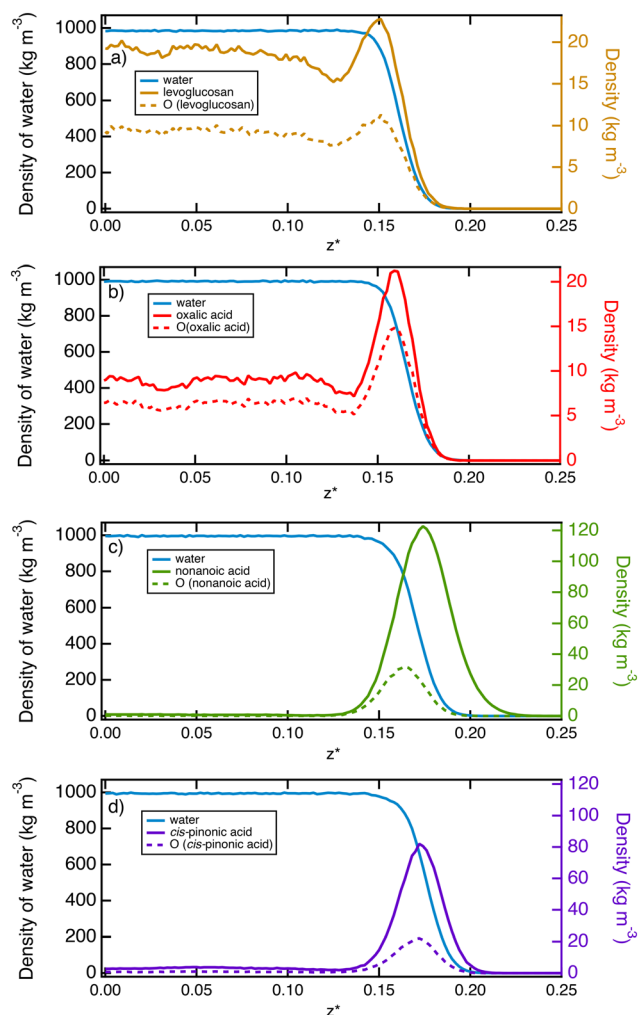 a)
Density of water (kg m⁻³)
1000
800
600
400
200
0
water
levoglucosan
O (levoglucosan)
20
15
10
5
0
Density (kg m⁻³)
0.00 0.05 0.10 0.15 0.20 0.25
z*
b)
Density of water (kg m⁻³)
1000
800
600
400
200
0
water
oxalic acid
O(oxalic acid)
20
15
10
5
0
Density (kg m⁻³)
0.00 0.05 0.10 0.15 0.20 0.25
z*
c)
Density of water (kg m⁻³)
1000
800
600
400
200
0
water
nonanoic acid
O (nonanoic acid)
120
100
80
60
40
20
0
Density (kg m⁻³)
0.00 0.05 0.10 0.15 0.20 0.25
z*
d)
Density of water (kg m⁻³)
1000
800
600
400
200
0
water
cis-pinonic acid
O (cis-pinonic acid)
120
100
80
60
40
20
0
Density (kg m⁻³)
0.00 0.05 0.10 0.15 0.20 0.25
z*